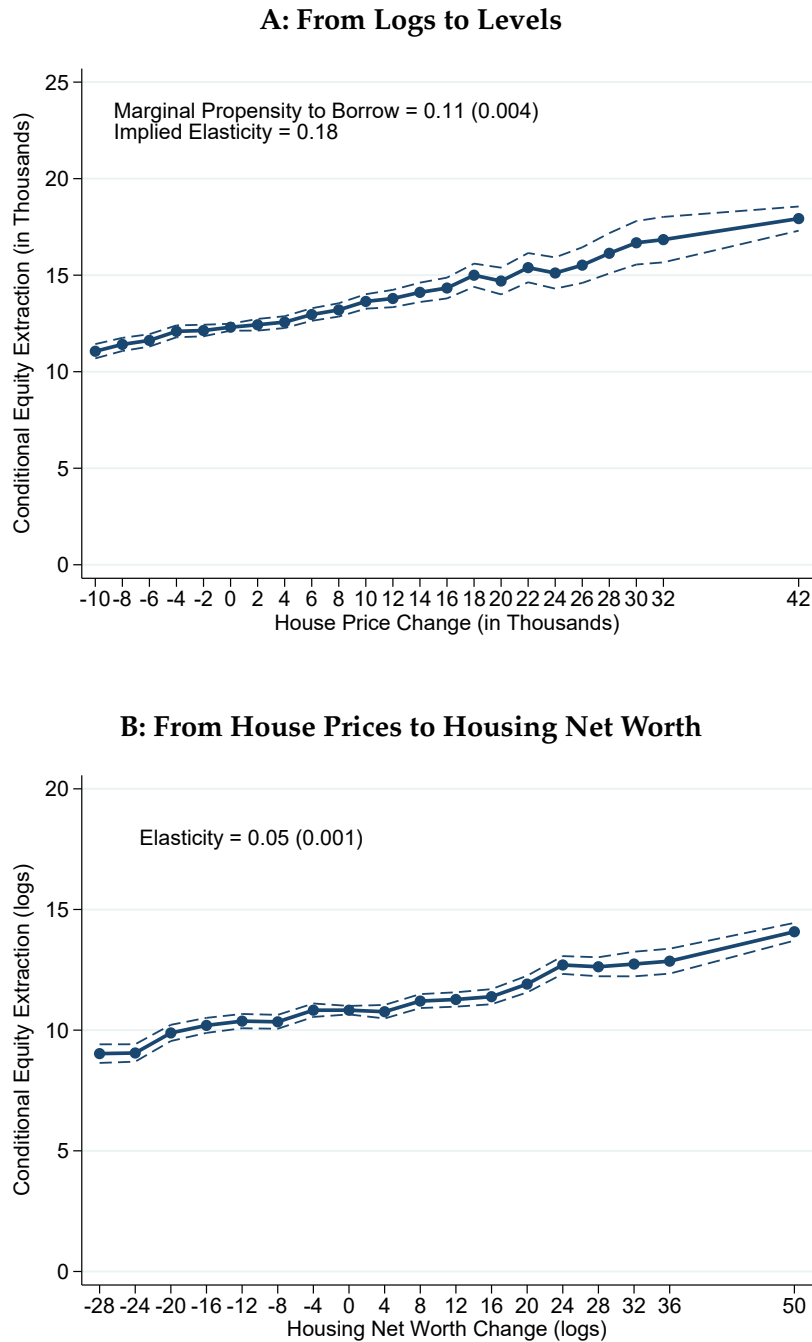 A: From Logs to Levels
Conditional Equity Extraction (in Thousands)
25
20
15
10
5
0
Marginal Propensity to Borrow = 0.11 (0.004)
Implied Elasticity = 0.18
-10 -8 -6 -4 -2 0 2 4 6 8 10 12 14 16 18 20 22 24 26 28 30 32 42
House Price Change (in Thousands)
B: From House Prices to Housing Net Worth
Conditional Equity Extraction (logs)
20
15
10
5
0
Elasticity = 0.05 (0.001)
-28 -24 -20 -16 -12 -8 -4 0 4 8 12 16 20 24 28 32 36 50
Housing Net Worth Change (logs)